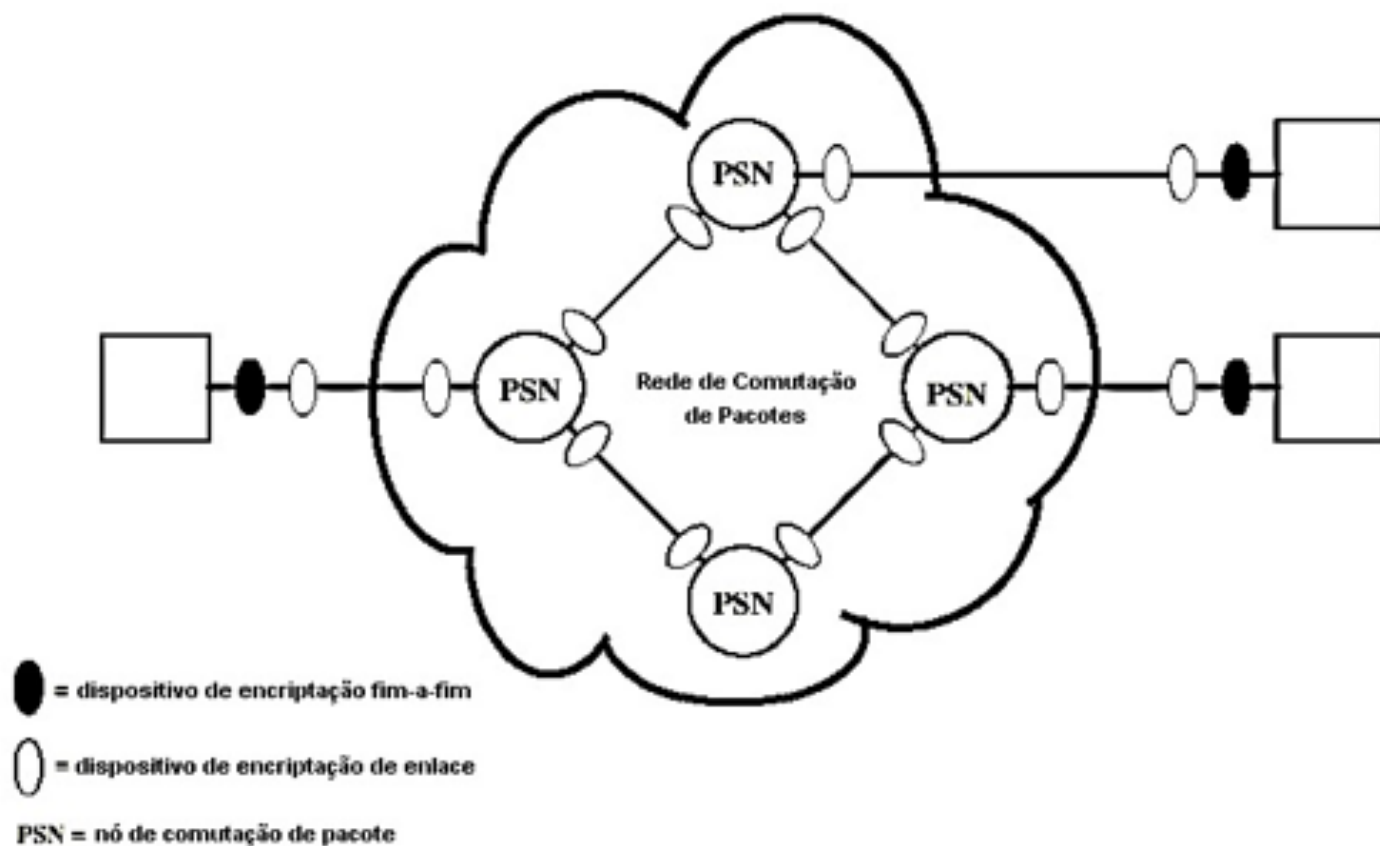 PSN
PSN
Rede de Comutação
de Pacotes
PSN
PSN
= dispositivo de encriptação fim-a-fim
= dispositivo de encriptação de enlace
PSN = nó de comutação de pacote